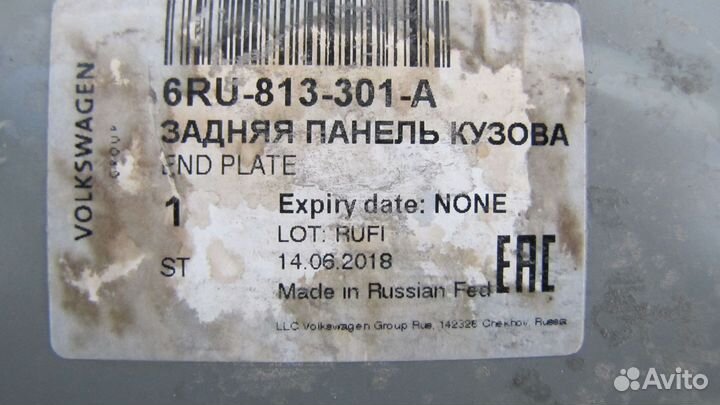 VOLKSWAGEN
GROUP
6RU-813-301-A
ЗАДНЯЯ ПАНЕЛЬ КУЗОВА
END PLATE
1
Expiry date: NONE
LOT: RUFI
ST
14.06.2018
Made in Russian Fed
EAC
LLC Volkswagen Group Rus, 142326 Chekhov, Russia
Avito